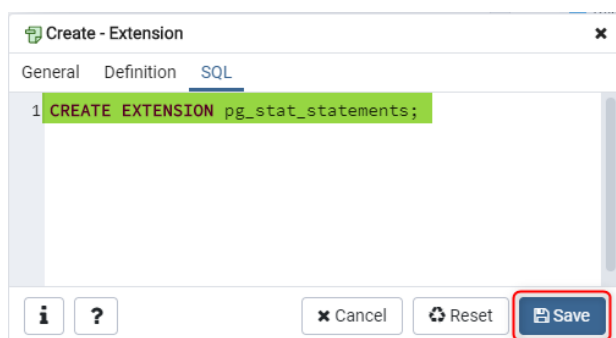 Create - Extension
General Definition SQL
1 CREATE EXTENSION pg_stat_statements;
i ? Cancel Reset Save